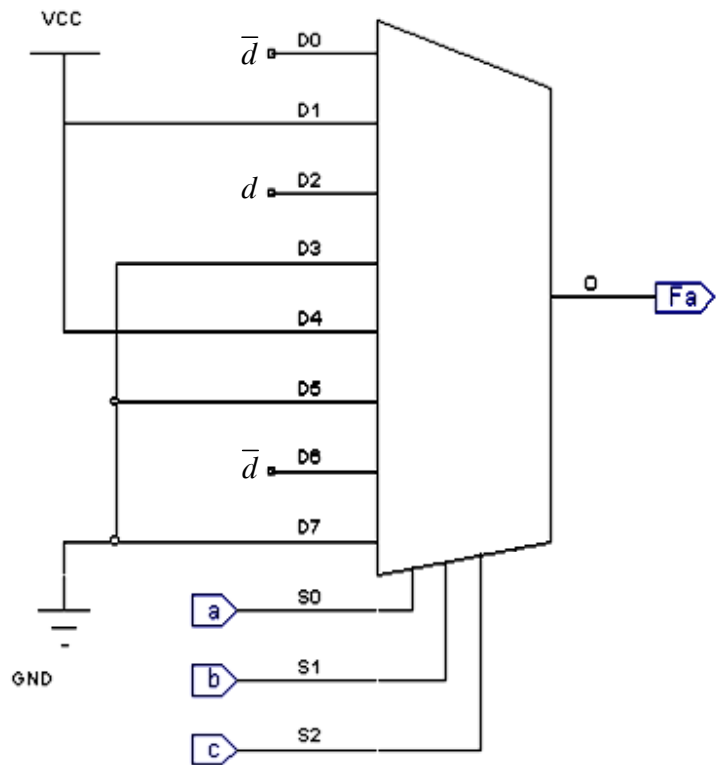 VCC
d̅ D0
D1
d D2
D3
O
Fa
D4
D5
d̅ D6
D7
a S0
GND
b S1
c S2